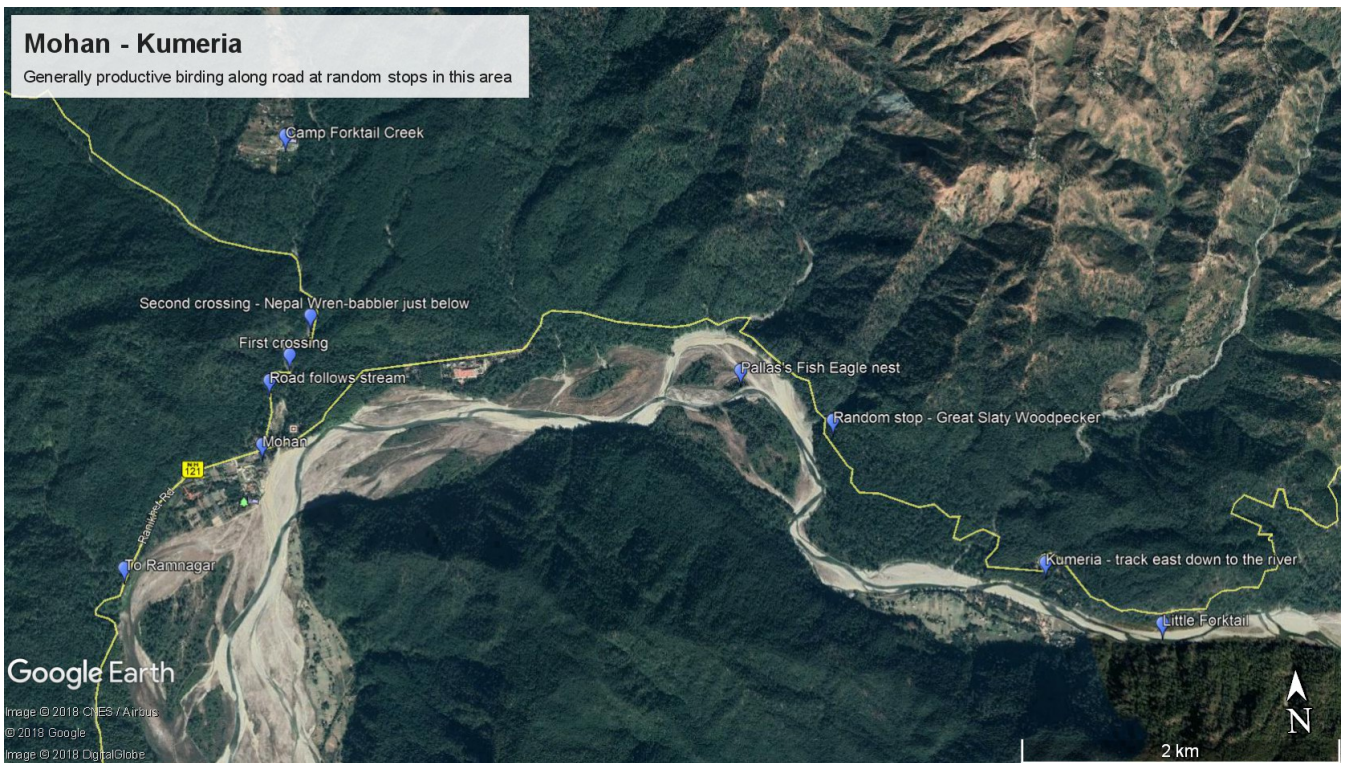 Mohan - Kumeria
Generally productive birding along road at random stops in this area
Camp Forktail Creek
Second crossing - Nepal Wren-babbler just below
First crossing
Road follows stream
Pallas's Fish Eagle nest
Random stop - Great Slaty Woodpecker
Mohan
NH
121
Ranikhet Rd
To Ramnagar
Kumeria - track east down to the river
Little Forktail
Google Earth
Image © 2018 CNES / Airbus
© 2018 Google
Image © 2018 DigitalGlobe
N
2 km